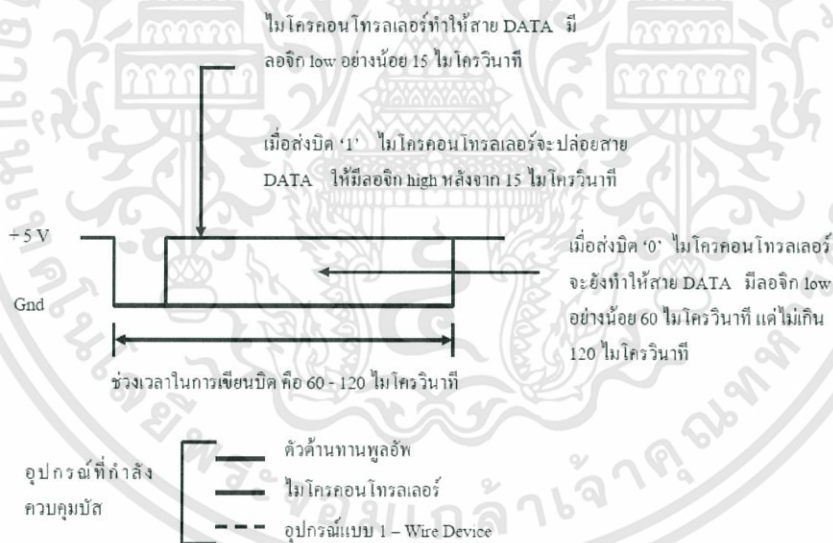 ไมโครคอนโทรลเลอร์ทำให้สาย DATA มี
ลอจิก low อย่างน้อย 15 ไมโครวินาที
เมื่อส่งบิต ‘1’ ไมโครคอนโทรลเลอร์จะปล่อยสาย
DATA ให้มีลอจิก high หลังจาก 15 ไมโครวินาที
+5 V
Gnd
เมื่อส่งบิต ‘0’ ไมโครคอนโทรลเลอร์
จะยังทำให้สาย DATA มีลอจิก low
อย่างน้อย 60 ไมโครวินาที แต่ไม่เกิน
120 ไมโครวินาที
ช่วงเวลาในการเขียนบิต คือ 60 - 120 ไมโครวินาที
อุปกรณ์ที่กำลัง
ควบคุมบัส
ตัวต้านทานพูลอัพ
ไมโครคอนโทรลเลอร์
อุปกรณ์แบบ 1 – Wire Device